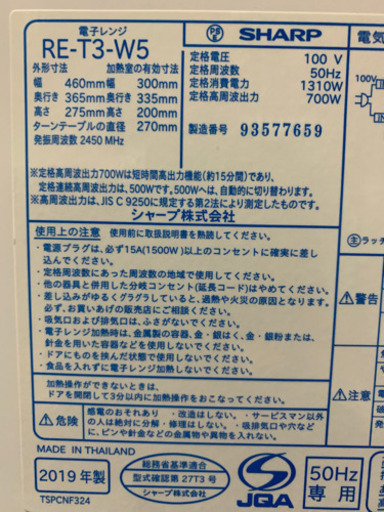 電子レンジ
RE-T3-W5
外形寸法 加熱室の有効寸法
幅 460mm 幅 300mm
奥行き 365mm 奥行き 335mm
高さ 275mm 高さ 200mm
ターンテーブルの直径 270mm
発振周波数 2450 MHz
PS E SHARP
定格電圧 100 V
定格周波数 50Hz
定格消費電力 1310W
定格高周波出力 700W
製造番号 93577659
※定格高周波出力700Wは短時間高出力機能(約15分間)であり、
定格連続高周波出力は、500Wです。500Wへは、自動的に切り替わります。
※高周波出力は、JIS C 9250に規定する第2法により測定したものです。
シャープ株式会社
電気
100V
使用上の注意 使用前に取扱説明書を熟読してください。
・電源プラグは、必ず15A(1500W)以上のコンセントに確実に差し
込んでください。
・定格周波数にあった周波数の地域で使用してください。
・他の器具と併用した分岐コンセント(延長コード)はやめてください。
・差し込みがゆるくグラグラしていると、過熱や火災の原因となります。
必ず、お買いあげの販売店にご相談ください。
・吸気口および排気口は、ふさがないでください。
・電子レンジ加熱時は、金属製の容器、金・銀はく、金・銀粉または、
針金を用いた容器などを使用しないでください。
・ドアにものを挟んだ状態で使用しないでください。
・食品を入れずに電子レンジ加熱しないでください。
加熱操作ができないときは、
ドアを開閉して3分以内に加熱操作をおこなってください。
危険
感電のおそれあり ・改造はしない。・サービスマン以外
の人は絶対に分解・修理はしない。・吸排気口や穴など
に、ピンや針金などの金属物や異物を入れない。
主)ラッチ
警告
注意
MADE IN THAILAND
2019年製
TSPCNF324
総務省基準適合
型式確認第27T3号
シャープ株式会社
JQA
50Hz
専用